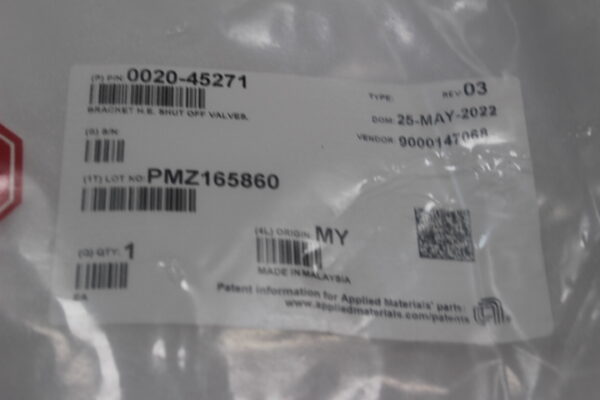 (P) P/N: 0020-45271
BRACKET N.E. SHUT OFF VALVES,
TYPE:
REV: 03
DOM: 25-MAY-2022
VENDOR: 9000147068
(S) S/N:
(1T) LOT NO: PMZ165860
(Q) QTY: 1
EA
(4L) ORIGIN: MY
MADE IN MALAYSIA
Patent information for Applied Materials' parts:
www.appliedmaterials.com/patents